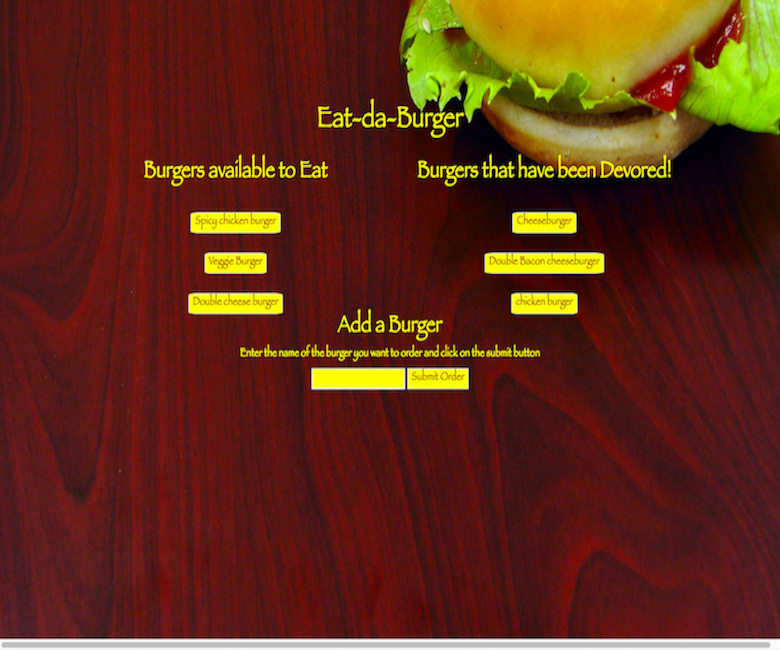 Eat-da-Burger
Burgers available to Eat
Burgers that have been Devored!
Spicy chicken burger
Cheeseburger
Veggie Burger
Double Bacon cheeseburger
Double cheese burger
chicken burger
Add a Burger
Enter the name of the burger you want to order and click on the submit button
Submit Order